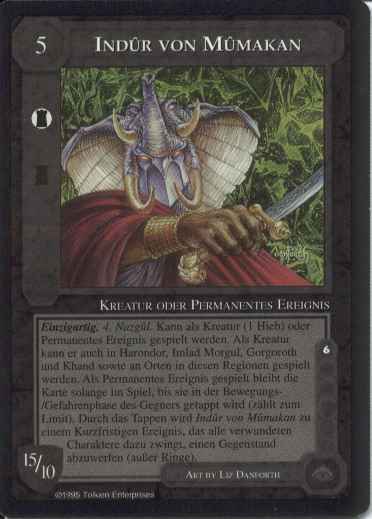 5
INDÛR VON MÛMAKAN
KREATUR ODER PERMANENTES EREIGNIS
Einzigartig. 4. Nazgûl. Kann als Kreatur (1 Hieb) oder
Permanentes Ereignis gespielt werden. Als Kreatur
kann er auch in Harondor, Imlad Morgul, Gorgoroth
und Khand sowie an Orten in diesen Regionen gespielt
werden. Als Permanentes Ereignis gespielt bleibt die
Karte solange im Spiel, bis sie in der Bewegungs-
/Gefahrenphase des Gegners getappt wird (zählt zum
Limit). Durch das Tappen wird Indûr von Mûmakan zu
einem Kurzfristigen Ereignis, das alle verwundeten
Charaktere dazu zwingt, einen Gegenstand
abzuwerfen (außer Ringe).
6
15/10
ART BY LIZ DANFORTH
©1995 Tolkien Enterprises